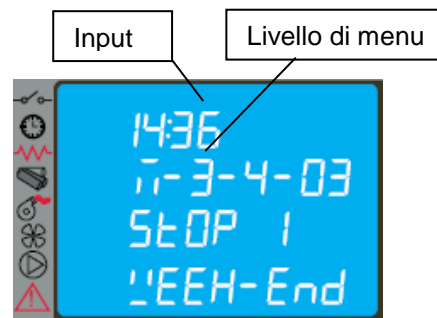 Input
Livello di menu
14:36
M-3-4-03
StOP 1
WEEK-End